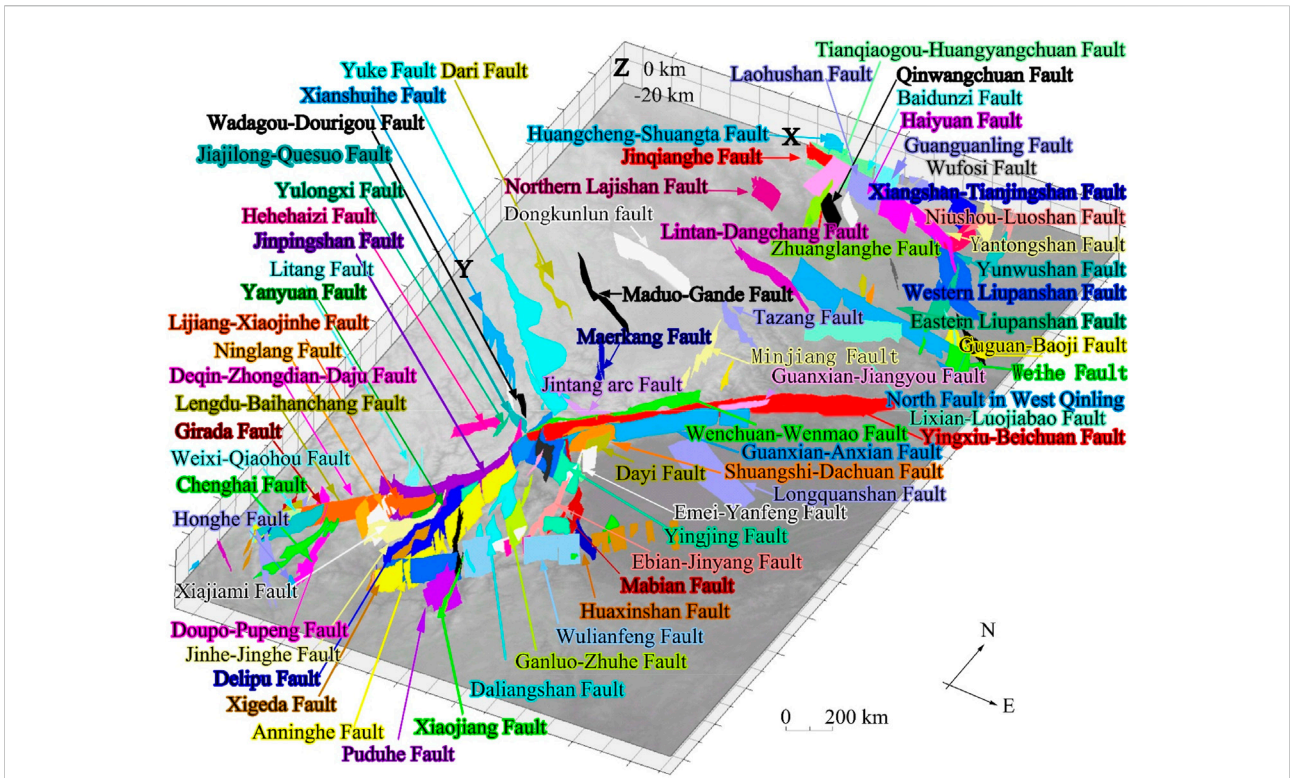 Tianqiaogou-Huangyangchuan Fault
Yuke Fault
Dari Fault
Z
0 km
Laohushan Fault
Qinwangchuan Fault
Xianshuihe Fault
-20 km
Baidunzi Fault
Wadagou-Dourigou Fault
Haiyuan Fault
Huangcheng-Shuangta Fault
X
Guanguanling Fault
Jiajilong-Quesuo Fault
Jinqianghe Fault
Wufosi Fault
Yulongxi Fault
Northern Lajishan Fault
Xiangshan-Tianjingshan Fault
Hehehaizi Fault
Dongkunlun fault
Niushou-Luoshan Fault
Lintan-Dangchang Fault
Jinpingshan Fault
Zhuanglanghe Fault
Yantongshan Fault
Litang Fault
Y
Yunwushan Fault
Yanyuan Fault
Maduo-Gande Fault
Western Liupanshan Fault
Lijiang-Xiaojinhe Fault
Tazang Fault
Eastern Liupanshan Fault
Maerkang Fault
Ninglang Fault
Minjiang Fault
Guguan-Baoji Fault
Deqin-Zhongdian-Daju Fault
Jintang arc Fault
Guanxian-Jiangyou Fault
Weihe Fault
Lengdu-Baihanchang Fault
North Fault in West Qinling
Girada Fault
Lixian-Luojiabao Fault
Wenchuan-Wenmao Fault
Yingxiu-Beichuan Fault
Weixi-Qiaohou Fault
Guanxian-Anxian Fault
Chenghai Fault
Dayi Fault
Shuangshi-Dachuan Fault
Longquanshan Fault
Honghe Fault
Emei-Yanfeng Fault
Yingjing Fault
Ebian-Jinyang Fault
Xiajiami Fault
Mabian Fault
Huaxinshan Fault
Doupo-Pupeng Fault
Wulianfeng Fault
Jinhe-Jinghe Fault
Ganluo-Zhuhe Fault
Delipu Fault
Daliangshan Fault
Xigeda Fault
Anninghe Fault
Xiaojiang Fault
Puduhe Fault
N
E
0 200 km